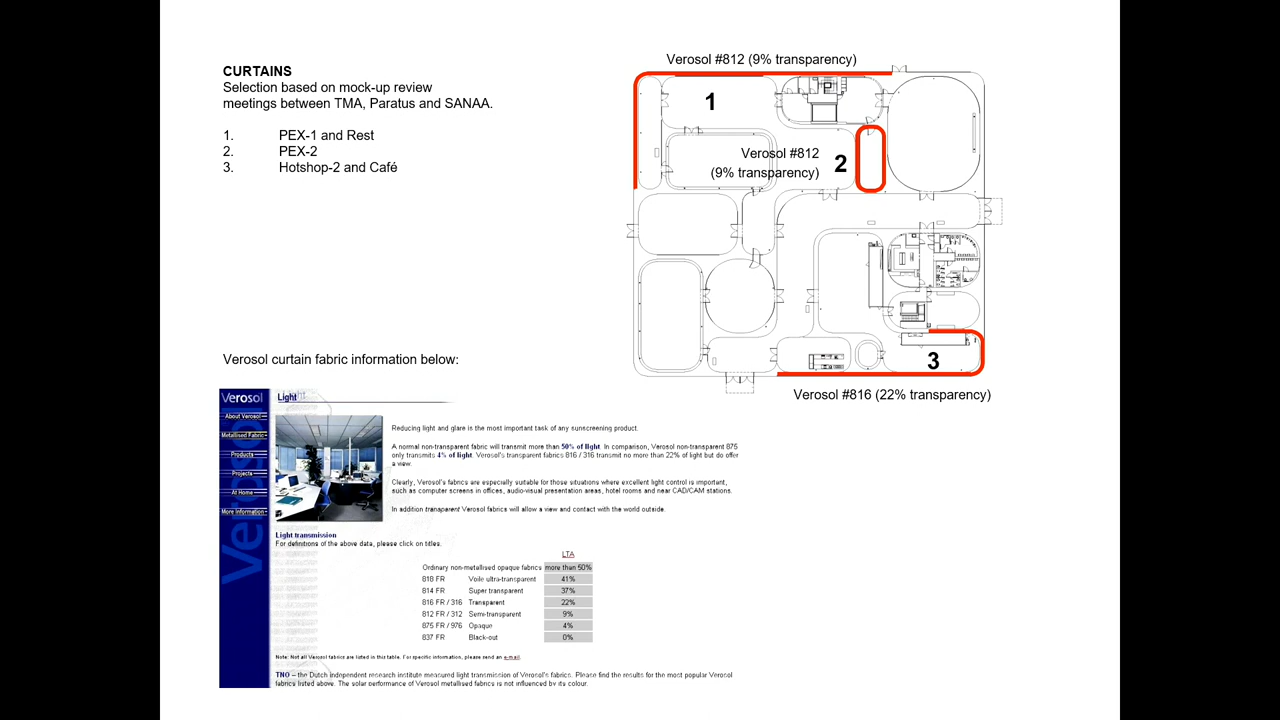 CURTAINS
Selection based on mock-up review
meetings between TMA, Paratus and SANAA.
1. PEX-1 and Rest
2. PEX-2
3. Hotshop-2 and Café
Verosol #812 (9% transparency)
1
Verosol #812
(9% transparency)
2
3
Verosol #816 (22% transparency)
Verosol curtain fabric information below:
Verosol
About Verosol
Metallised Fabric
Products
Projects
At Home
More Information
Verosol
Light
Reducing light and glare in the most important task of any sunscreening product.
A normal non-transparent fabric will transmit more than 50% of light. In comparison, Verosol non-transparent 875
only transmits 4% of light. Verosol's transparent fabrics 816 / 316 transmit no more than 22% of light but do offer
a view.
Clearly, Verosol's fabrics are especially suitable for those situations where excellent light control is important,
such as computer screens in offices, audio-visual presentation areas, hotel rooms and near CAD/CAM stations.
In addition transparent Verosol fabrics will allow a view and contact with the world outside.
Light transmission
For definitions of the above data, please click on titles.
LTA
Ordinary non-metallised opaque fabrics more than 50%
818 FR Voile ultra-transparent 41%
814 FR Super transparent 37%
816 FR / 316 Transparent 22%
812 FR / 312 Semi-transparent 9%
875 FR / 976 Opaque 4%
837 FR Black-out 0%
Note: Not all Verosol fabrics are listed in this table. For specific information, please send an e-mail.
TNO – the Dutch independent research institute measured light transmission of Verosol's fabrics. Please find the results for the most popular Verosol
fabrics listed above. The solar performance of Verosol metallised fabrics is not influenced by its colour.